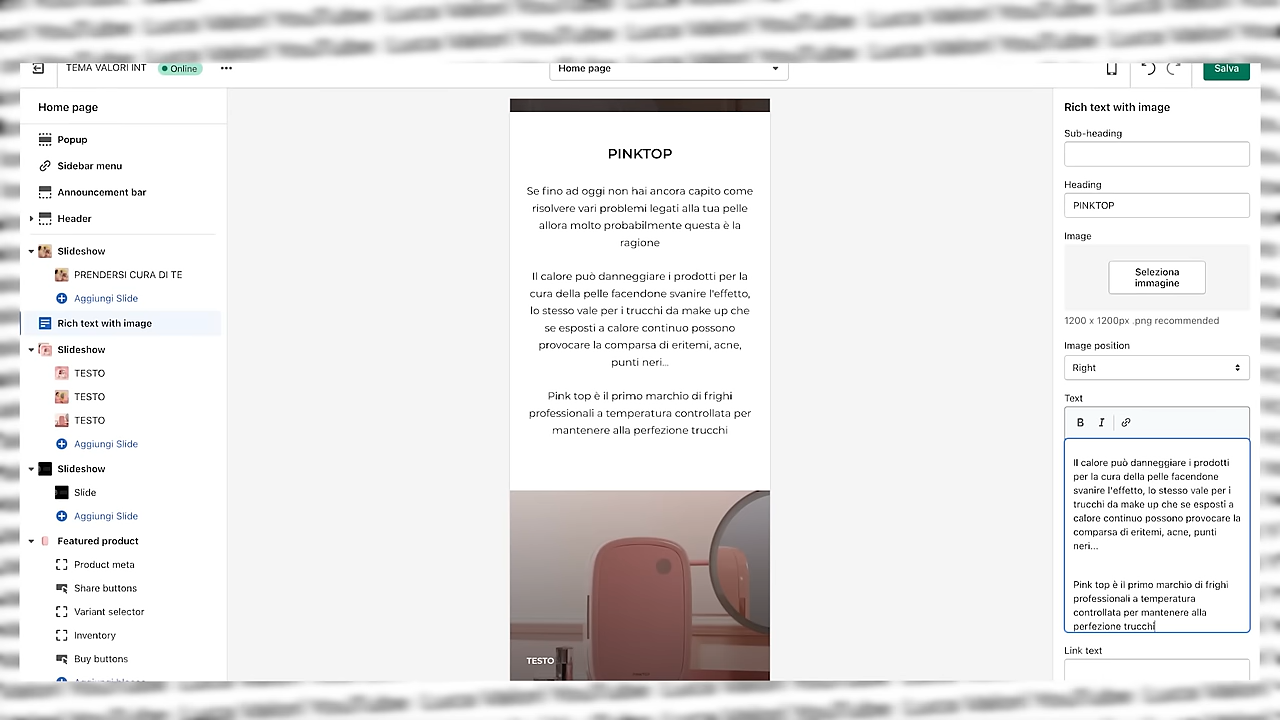 Luca Valori YouTube
TEMA VALORI INT
Online
Home page
Salva
Home page
Popup
Sidebar menu
Announcement bar
Header
Slideshow
PRENDERSI CURA DI TE
Aggiungi Slide
Rich text with image
Slideshow
TESTO
TESTO
TESTO
Aggiungi Slide
Slideshow
Slide
Aggiungi Slide
Featured product
Product meta
Share buttons
Variant selector
Inventory
Buy buttons
PINKTOP
Se fino ad oggi non hai ancora capito come
risolvere vari problemi legati alla tua pelle
allora molto probabilmente questa è la
ragione
Il calore può danneggiare i prodotti per la
cura della pelle facendone svanire l'effetto,
lo stesso vale per i trucchi da make up che
se esposti a calore continuo possono
provocare la comparsa di eritemi, acne,
punti neri...
Pink top è il primo marchio di frighi
professionali a temperatura controllata per
mantenere alla perfezione trucchi
TESTO
Rich text with image
Sub-heading
Heading
PINKTOP
Image
Seleziona
immagine
1200 x 1200px .png recommended
Image position
Right
Text
B I
Il calore può danneggiare i prodotti
per la cura della pelle facendone
svanire l'effetto, lo stesso vale per i
trucchi da make up che se esposti a
calore continuo possono provocare la
comparsa di eritemi, acne, punti
neri...
Pink top è il primo marchio di frighi
professionali a temperatura
controllata per mantenere alla
perfezione trucchi
Link text